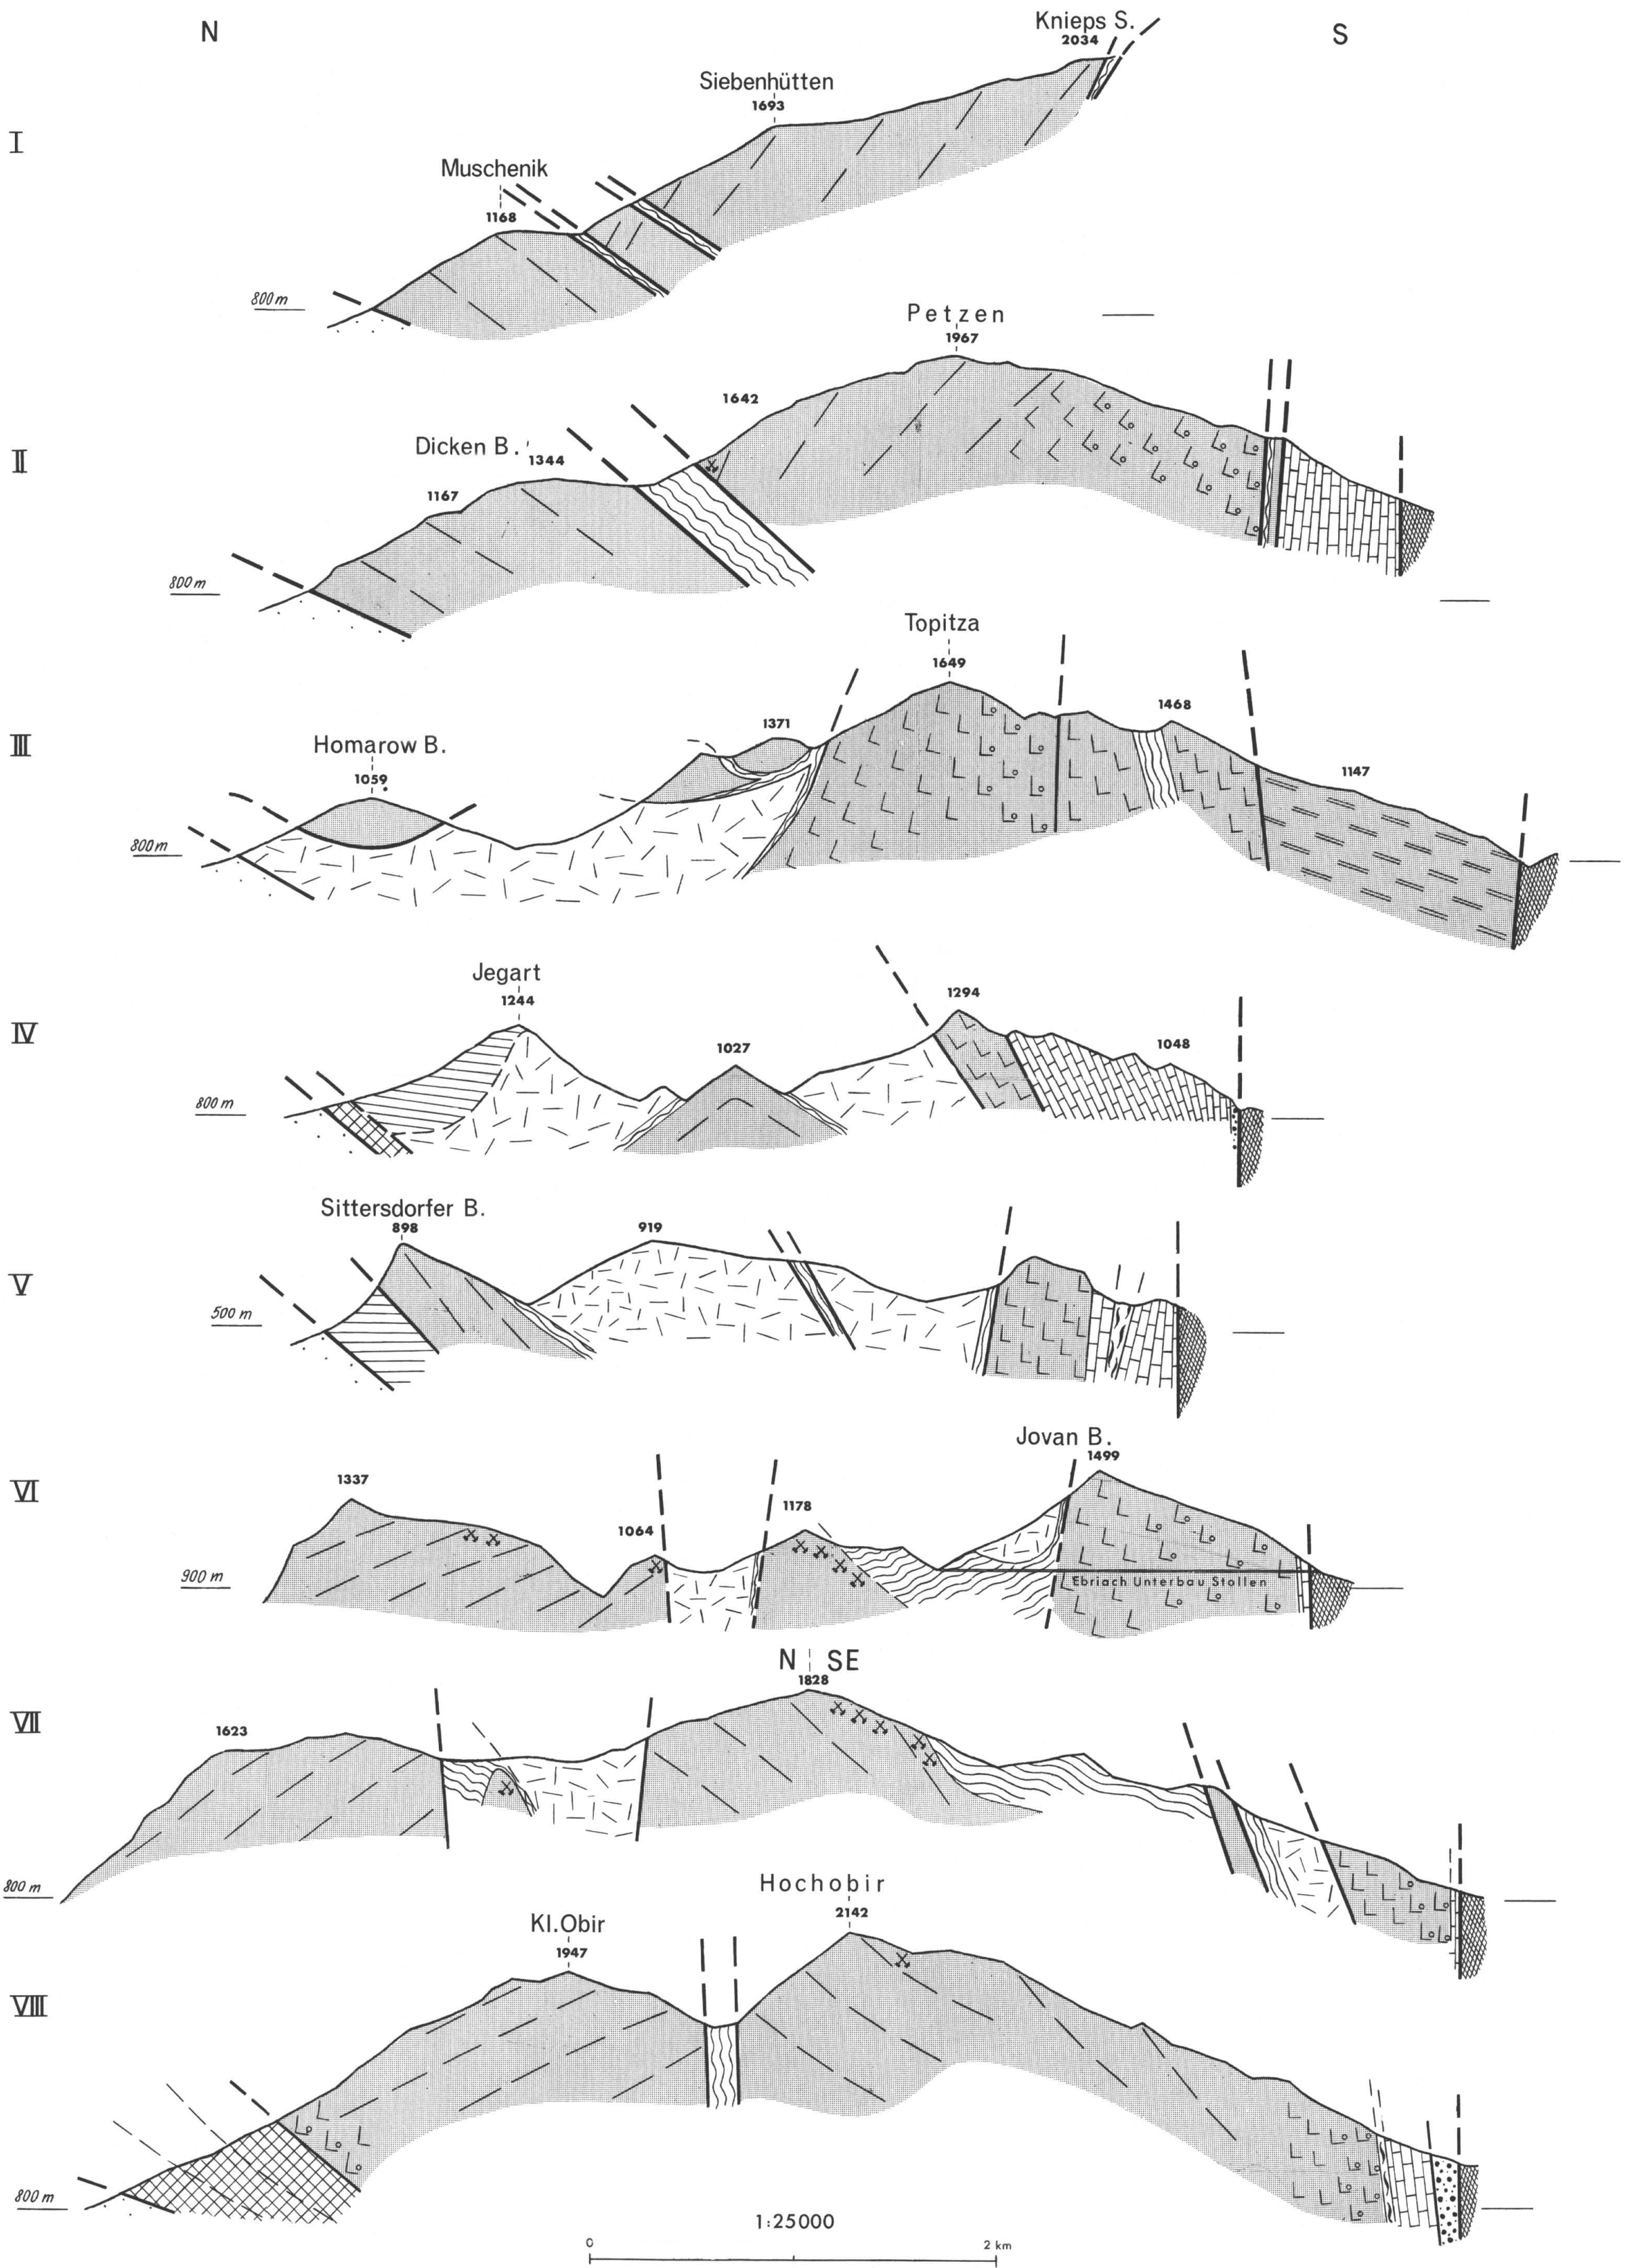 N
S
Knieps S.
2034
Siebenhütten
1693
I
Muschenik
1168
800 m
Petzen
1967
1642
II
Dicken B.
1344
1167
800 m
Topitza
1649
III
1468
1371
Homarow B.
1059
1147
800 m
Jegart
1244
IV
1294
1027
1048
800 m
Sittersdorfer B.
898
919
V
500 m
Jovan B.
1499
VI
1337
1178
1064
900 m
Ebriach Unterbau Stollen
N SE
1828
VII
1623
800 m
Hochobir
2142
Kl. Obir
1947
VIII
800 m
1:25000
0 2 km